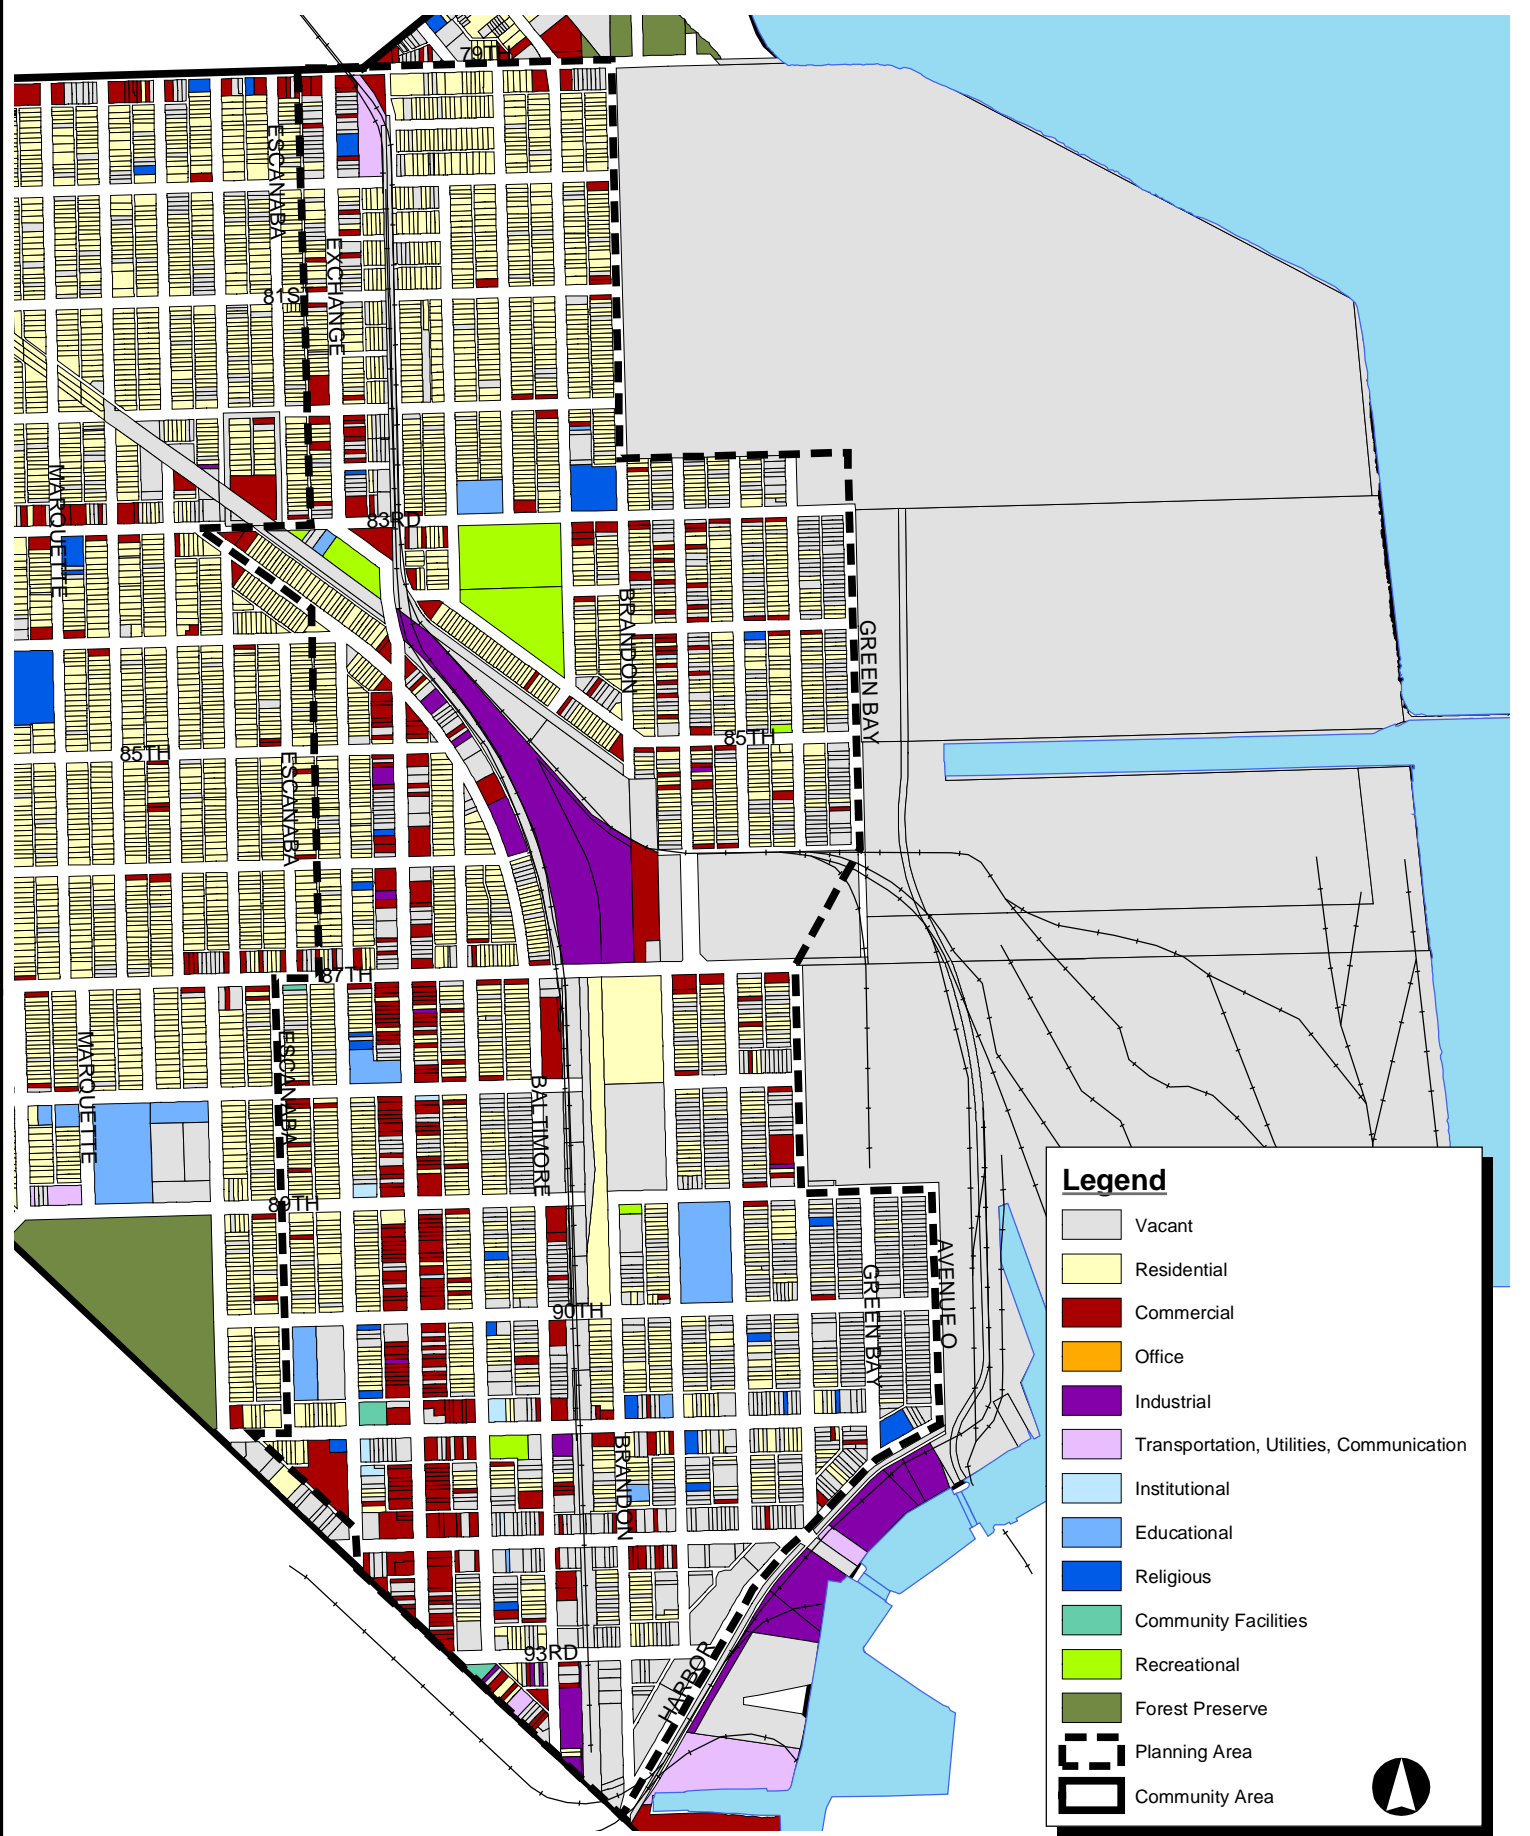 79TH
ESCANABA
EXCHANGE
81S
MARQUETTE
83RD
BRANDON
GREEN BAY
85TH
85TH
ESCANABA
87TH
MARQUETTE
ESCANABA
BALTIMORE
89TH
AVENUE O
GREEN BAY
90TH
BRANDON
93RD
HARBOR
Legend
Vacant
Residential
Commercial
Office
Industrial
Transportation, Utilities, Communication
Institutional
Educational
Religious
Community Facilities
Recreational
Forest Preserve
Planning Area
Community Area